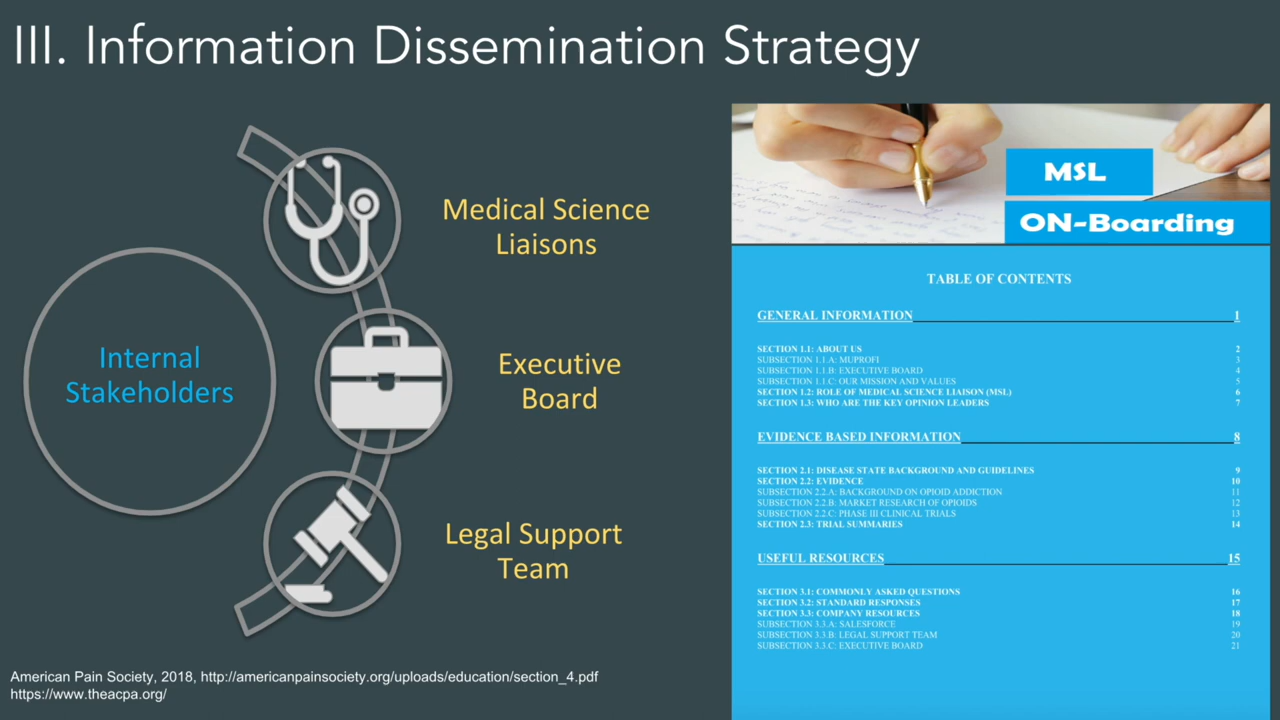 III. Information Dissemination Strategy
Internal
Stakeholders
Medical Science
Liaisons
Executive
Board
Legal Support
Team
American Pain Society, 2018, http://americanpainsociety.org/uploads/education/section_4.pdf
https://www.theacpa.org/
MSL
ON-Boarding
TABLE OF CONTENTS
GENERAL INFORMATION 1
SECTION 1.1: ABOUT US 2
SUBSECTION 1.1.A: MUPROFI 3
SUBSECTION 1.1.B: EXECUTIVE BOARD 4
SUBSECTION 1.1.C: OUR MISSION AND VALUES 5
SECTION 1.2: ROLE OF MEDICAL SCIENCE LIAISON (MSL) 6
SECTION 1.3: WHO ARE THE KEY OPINION LEADERS 7
EVIDENCE BASED INFORMATION 8
SECTION 2.1: DISEASE STATE BACKGROUND AND GUIDELINES 9
SECTION 2.2: EVIDENCE 10
SUBSECTION 2.2.A: BACKGROUND ON OPIOID ADDICTION 11
SUBSECTION 2.2.B: MARKET RESEARCH OF OPIOIDS 12
SUBSECTION 2.2.C: PHASE III CLINICAL TRIALS 13
SECTION 2.3: TRIAL SUMMARIES 14
USEFUL RESOURCES 15
SECTION 3.1: COMMONLY ASKED QUESTIONS 16
SECTION 3.2: STANDARD RESPONSES 17
SECTION 3.3: COMPANY RESOURCES 18
SUBSECTION 3.3.A: SALESFORCE 19
SUBSECTION 3.3.B: LEGAL SUPPORT TEAM 20
SUBSECTION 3.3.C: EXECUTIVE BOARD 21